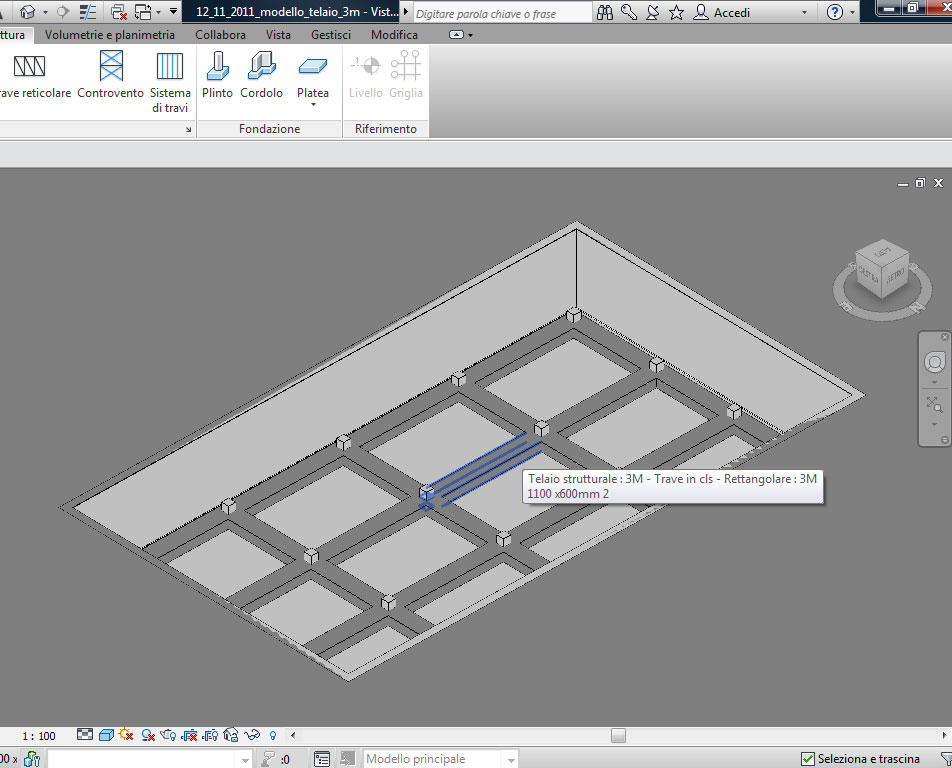 12_11_2011_modello_telaio_3m - Vist...
Digitare parola chiave o frase
Accedi
ttura
Volumetrie e planimetria
Collabora
Vista
Gestisci
Modifica
rave reticolare
Controvento
Sistema
di travi
Plinto
Cordolo
Platea
Livello
Griglia
Fondazione
Riferimento
RETRO
Telaio strutturale : 3M - Trave in cls - Rettangolare : 3M
1100 x600mm 2
1 : 100
00 x
:0
Modello principale
Seleziona e trascina